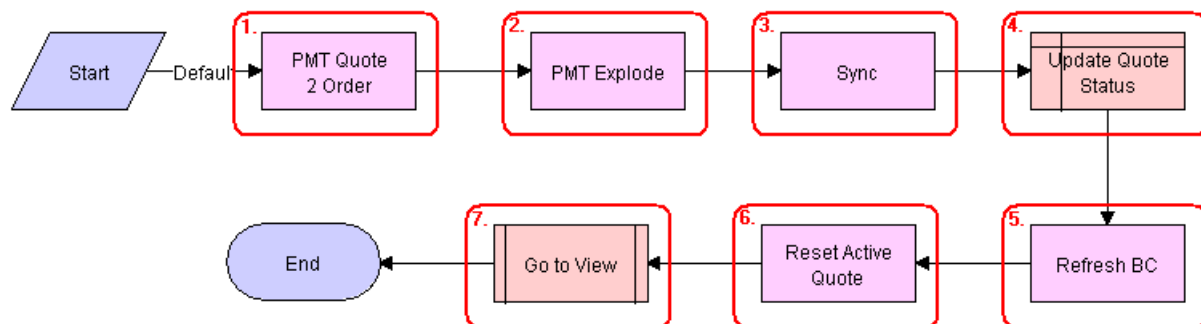 1.
PMT Quote
2 Order
2.
PMT Explode
3.
Sync
4.
Update Quote
Status
Start
Defaul
7.
Go to View
6.
Reset Active
Quote
5.
Refresh BC
End